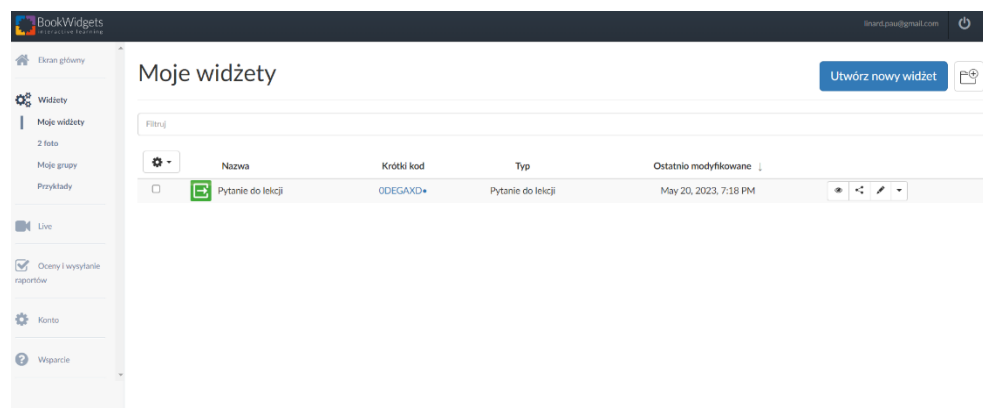 BookWidgets
interactive learning
linard.pau@gmail.com
Ekran główny
Moje widżety
Utwórz nowy widżet
Widżety
Moje widżety
Filtruj
2 foto
Moje grupy
Nazwa Krótki kod Typ Ostatnio modyfikowane ↓
Przykłady
Pytanie do lekcji 0DEGAXD• Pytanie do lekcji May 20, 2023, 7:18 PM
Live
Oceny i wysyłanie
raportów
Konto
Wsparcie